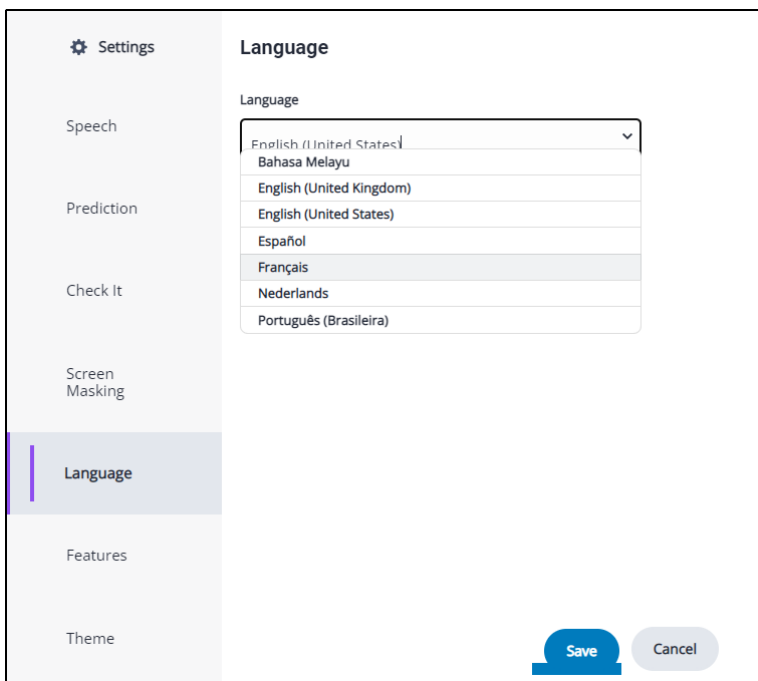 Settings
Language
Language
Speech
English (United States)
Bahasa Melayu
English (United Kingdom)
Prediction
English (United States)
Español
Français
Check It
Nederlands
Português (Brasileira)
Screen
Masking
Language
Features
Theme
Save
Cancel